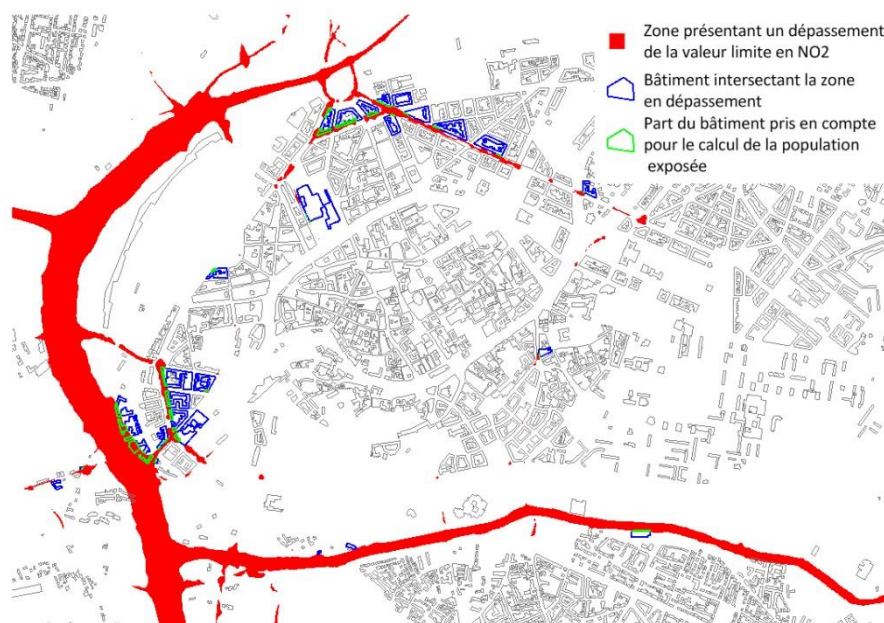 Zone présentant un dépassement
de la valeur limite en NO2
Bâtiment intersectant la zone
en dépassement
Part du bâtiment pris en compte
pour le calcul de la population
exposée